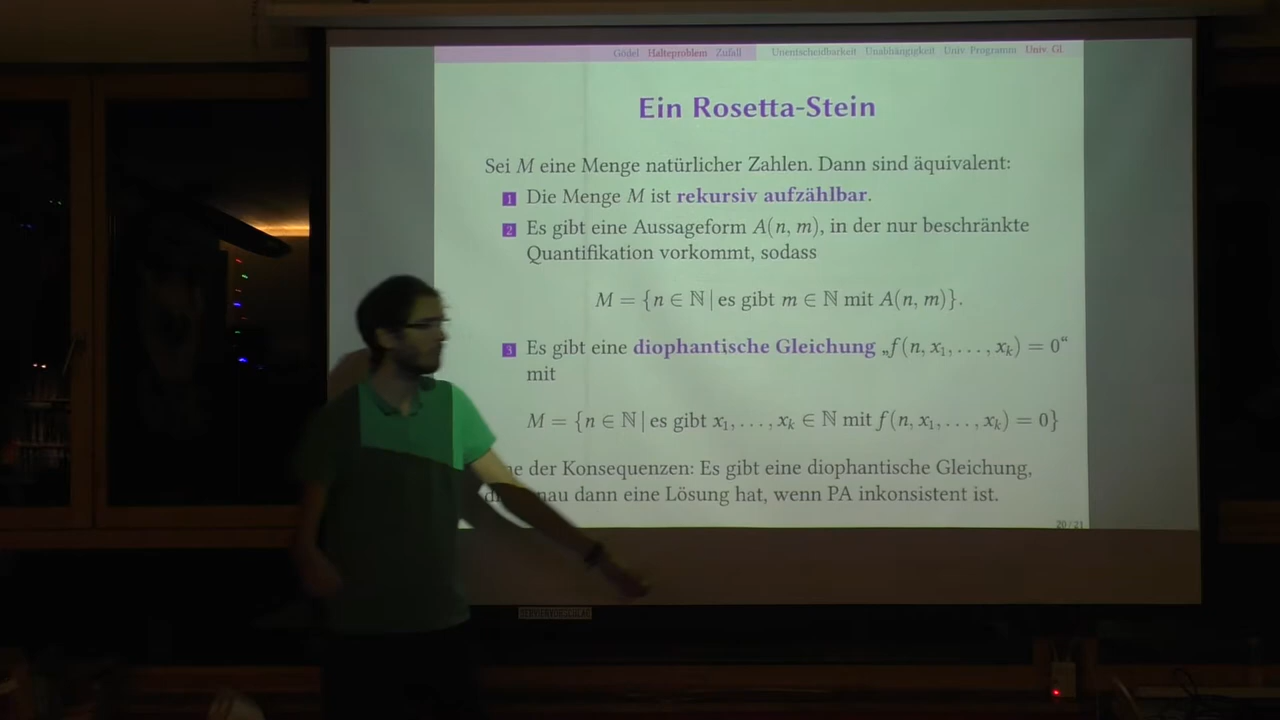 Gödel Halteproblem Zufall Unentscheidbarkeit Unabhängigkeit Univ. Programm Univ. Gl.
Ein Rosetta-Stein
Sei M eine Menge natürlicher Zahlen. Dann sind äquivalent:
1 Die Menge M ist rekursiv aufzählbar.
2 Es gibt eine Aussageform A(n, m), in der nur beschränkte
Quantifikation vorkommt, sodass
M = {n ∈ ℕ | es gibt m ∈ ℕ mit A(n, m)}.
3 Es gibt eine diophantische Gleichung „f(n, x₁, . . . , xₖ) = 0“
mit
M = {n ∈ ℕ | es gibt x₁, . . . , xₖ ∈ ℕ mit f(n, x₁, . . . , xₖ) = 0}
der Konsequenzen: Es gibt eine diophantische Gleichung,
dann eine Lösung hat, wenn PA inkonsistent ist.
20 / 21